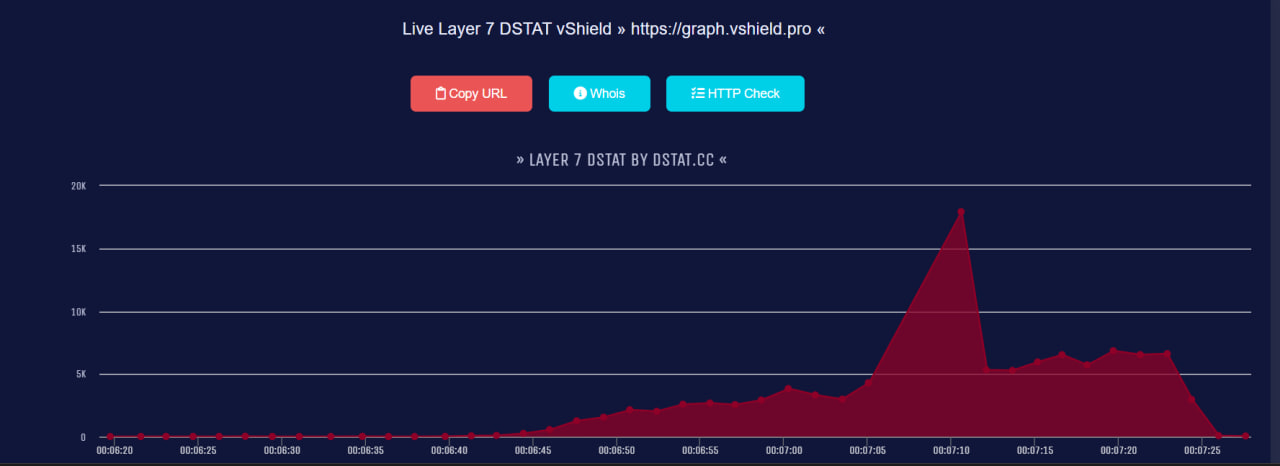 Live Layer 7 DSTAT vShield » https://graph.vshield.pro «
Copy URL Whois HTTP Check
» LAYER 7 DSTAT BY DSTAT.CC «
20K
15K
10K
5K
0
00:06:20 00:06:25 00:06:30 00:06:35 00:06:40 00:06:45 00:06:50 00:06:55 00:07:00 00:07:05 00:07:10 00:07:15 00:07:20 00:07:25